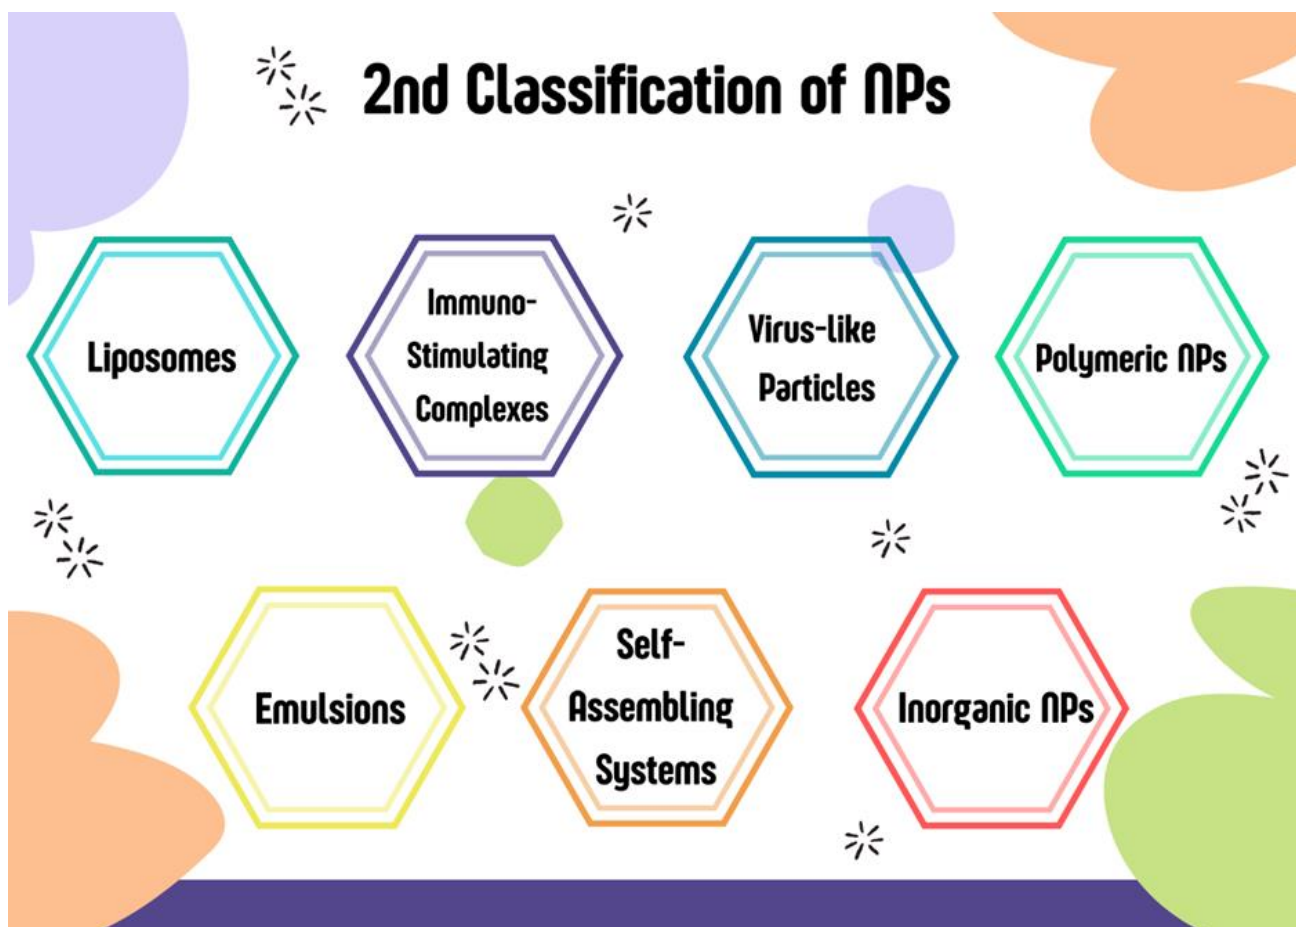 2nd Classification of NPs
Liposomes
Immuno-
Stimulating
Complexes
Virus-like
Particles
Polymeric NPs
Emulsions
Self-
Assembling
Systems
Inorganic NPs